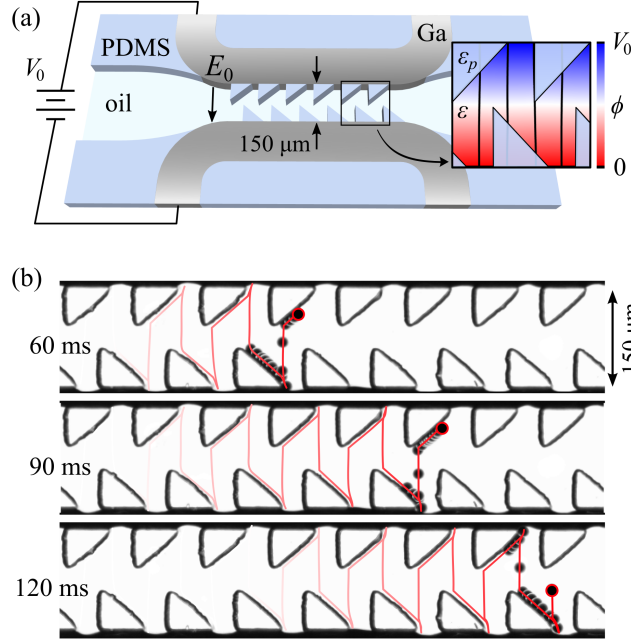 (a)
PDMS
Ga
V₀
E₀
oil
150 μm
εₚ
ε
V₀
ϕ
0
(b)
60 ms
150 μm
90 ms
120 ms